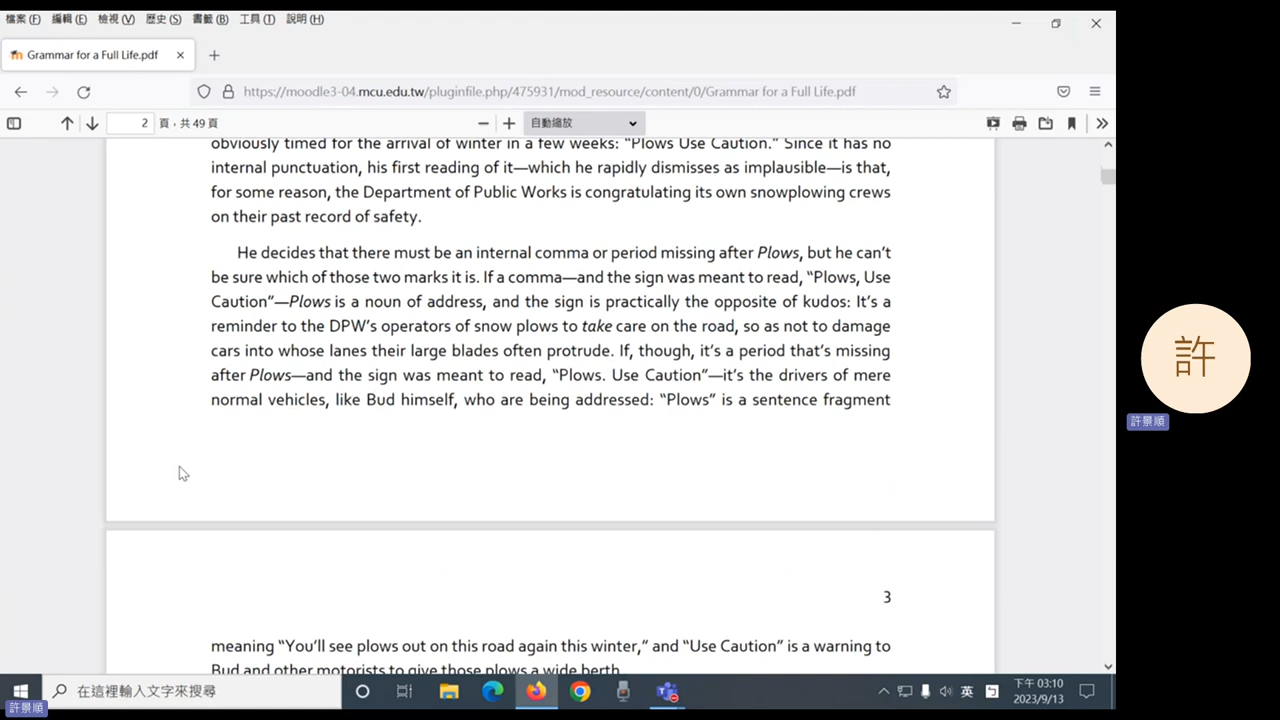 檔案(F) 編輯(E) 檢視(V) 歷史(S) 書籤(B) 工具(T) 說明(H)
Grammar for a Full Life.pdf
https://moodle3-04.mcu.edu.tw/pluginfile.php/475931/mod_resource/content/0/Grammar for a Full Life.pdf
2 頁，共 49 頁 自動縮放
obviously timed for the arrival of winter in a few weeks: “Plows Use Caution.” Since it has no
internal punctuation, his first reading of it—which he rapidly dismisses as implausible—is that,
for some reason, the Department of Public Works is congratulating its own snowplowing crews
on their past record of safety.
He decides that there must be an internal comma or period missing after Plows, but he can’t
be sure which of those two marks it is. If a comma—and the sign was meant to read, “Plows, Use
Caution”—Plows is a noun of address, and the sign is practically the opposite of kudos: It’s a
reminder to the DPW’s operators of snow plows to take care on the road, so as not to damage
cars into whose lanes their large blades often protrude. If, though, it’s a period that’s missing
after Plows—and the sign was meant to read, “Plows. Use Caution”—it’s the drivers of mere
normal vehicles, like Bud himself, who are being addressed: “Plows” is a sentence fragment
3
meaning “You’ll see plows out on this road again this winter,” and “Use Caution” is a warning to
Bud and other motorists to give those plows a wide berth.
許
許景順
在這裡輸入文字來搜尋
英
下午 03:10
2023/9/13
許景順